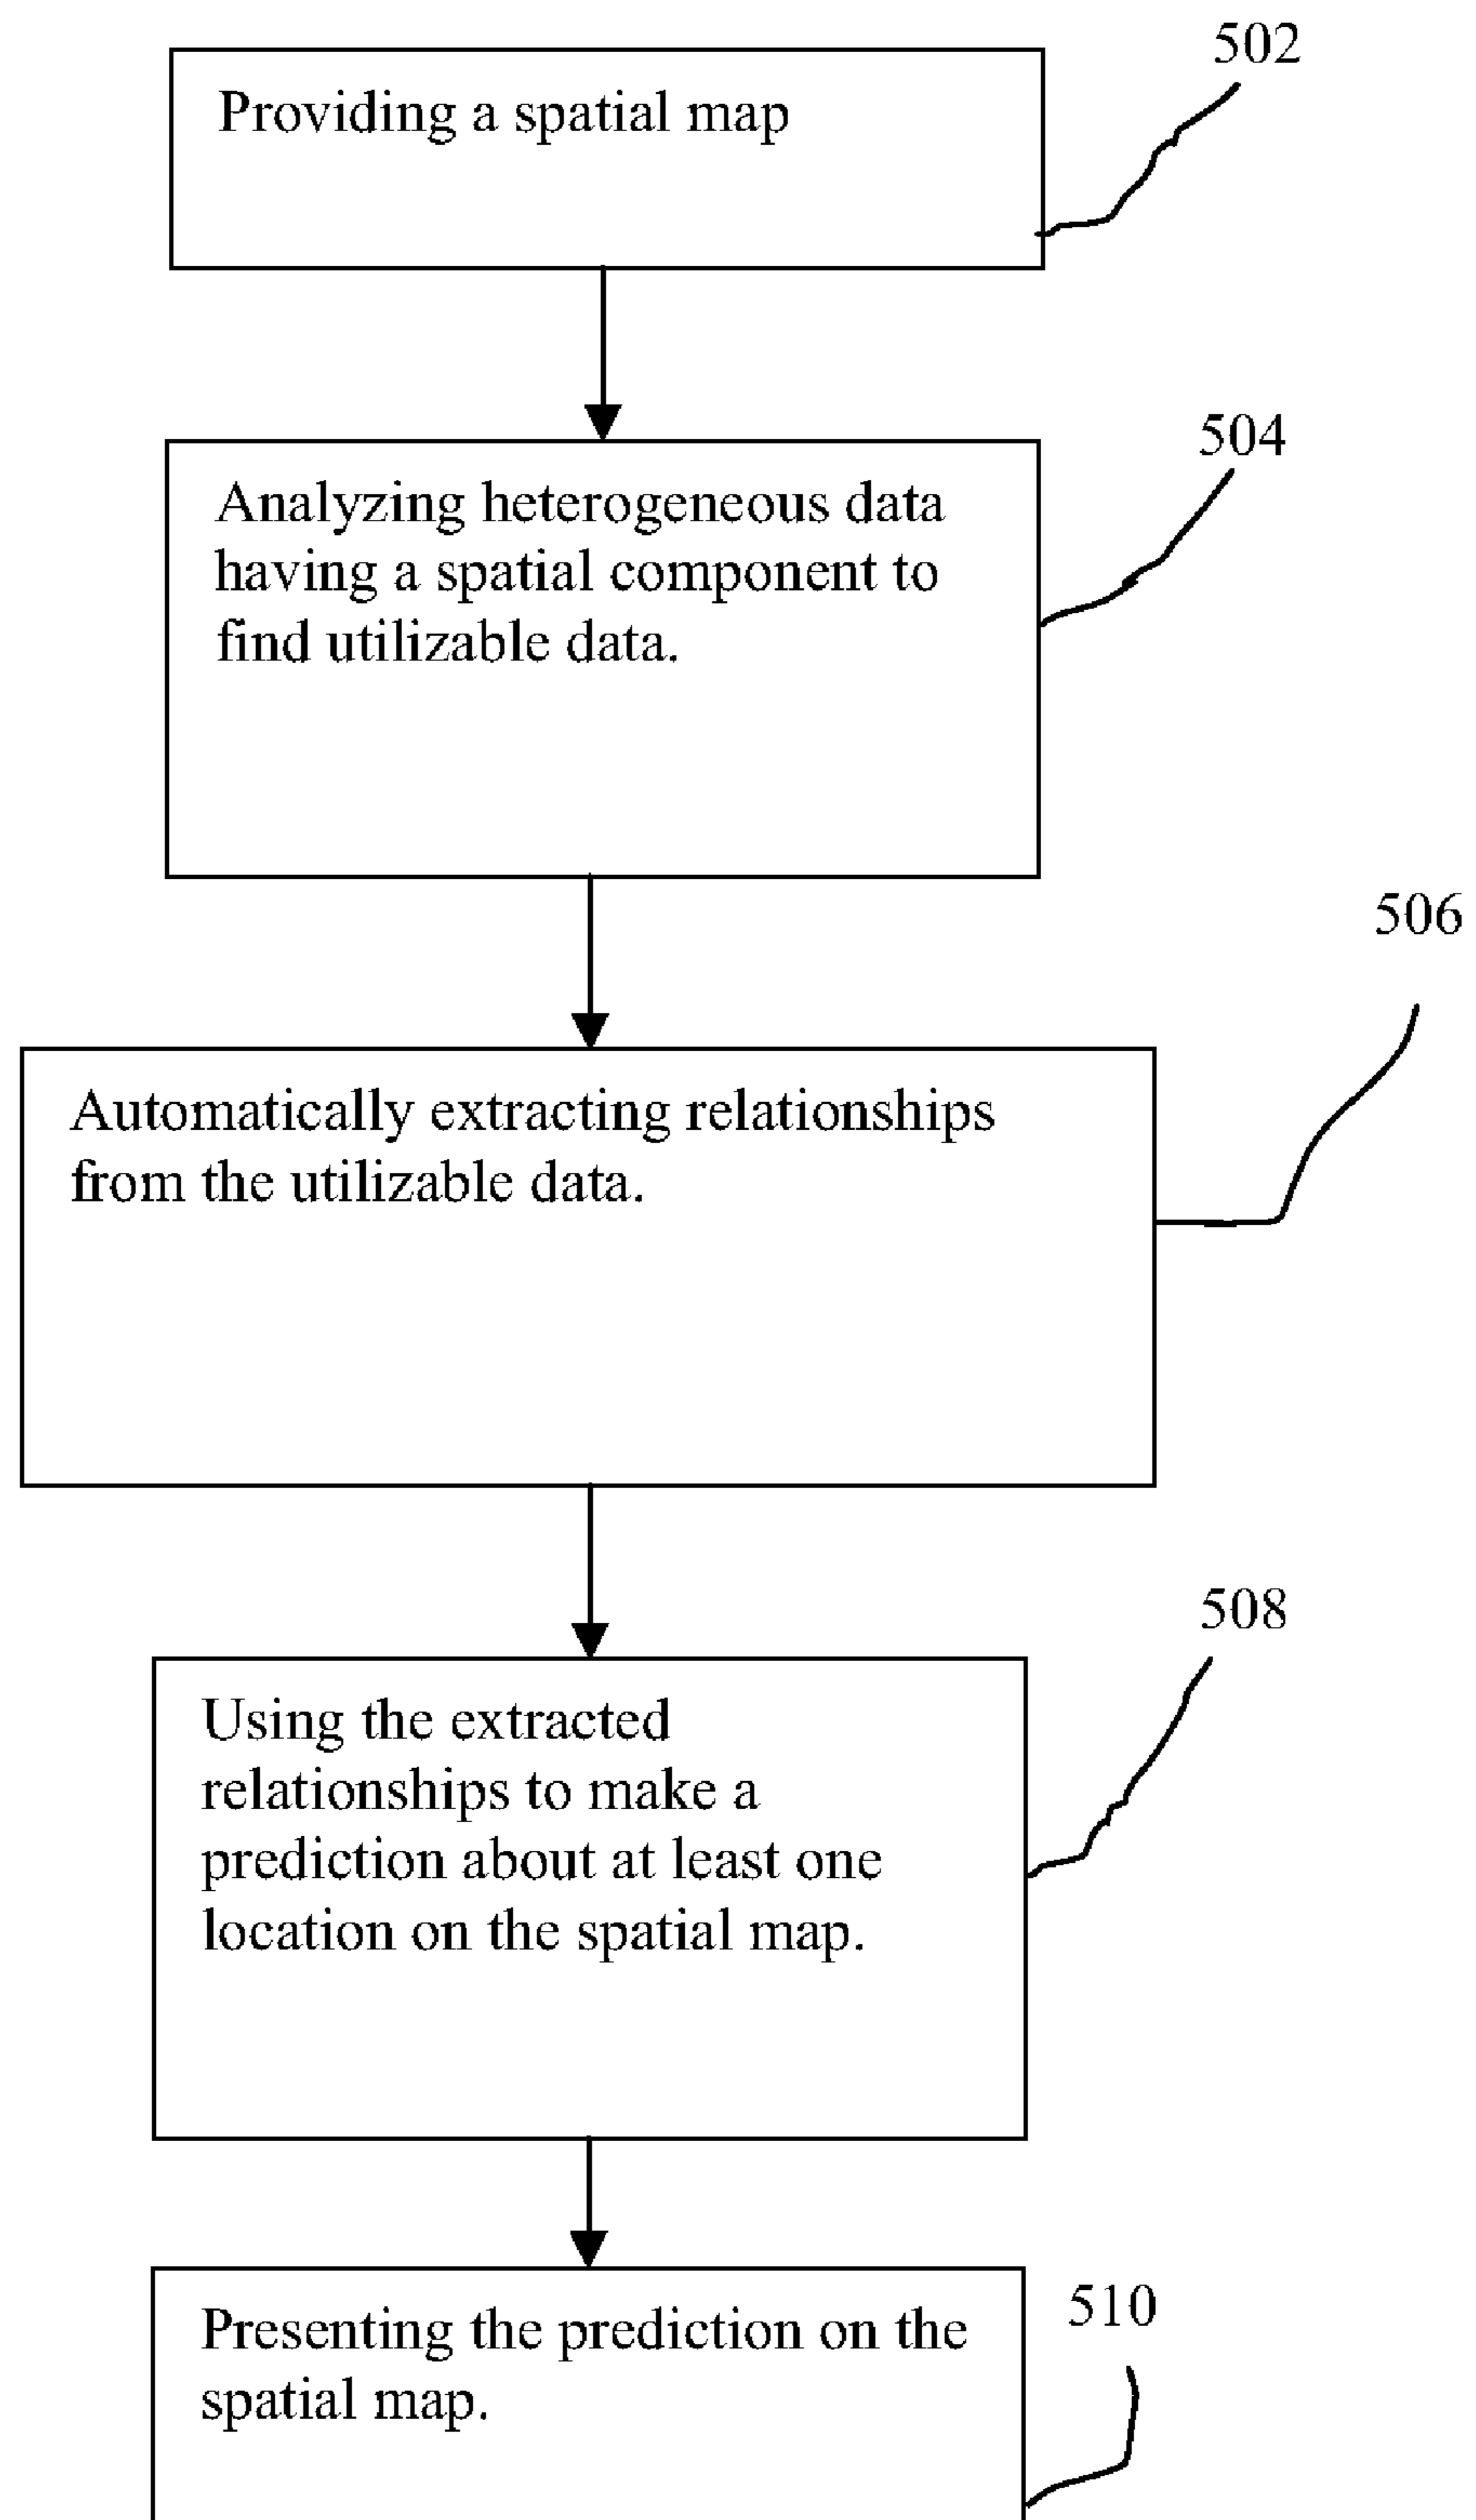 502
Providing a spatial map
504
Analyzing heterogeneous data
having a spatial component to
find utilizable data.
506
Automatically extracting relationships
from the utilizable data.
508
Using the extracted
relationships to make a
prediction about at least one
location on the spatial map.
510
Presenting the prediction on the
spatial map.